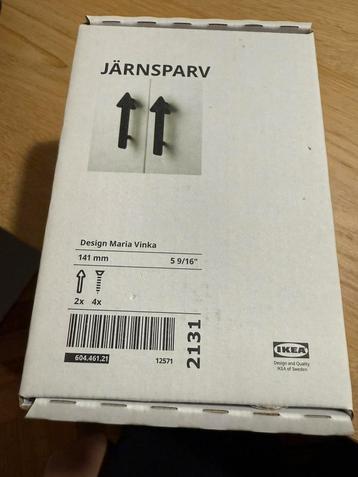 JÄRNSPARV
Design Maria Vinka
141 mm 5 9/16"
2x 4x
604.461.21 12571
2131
IKEA
Design and Quality
IKEA of Sweden